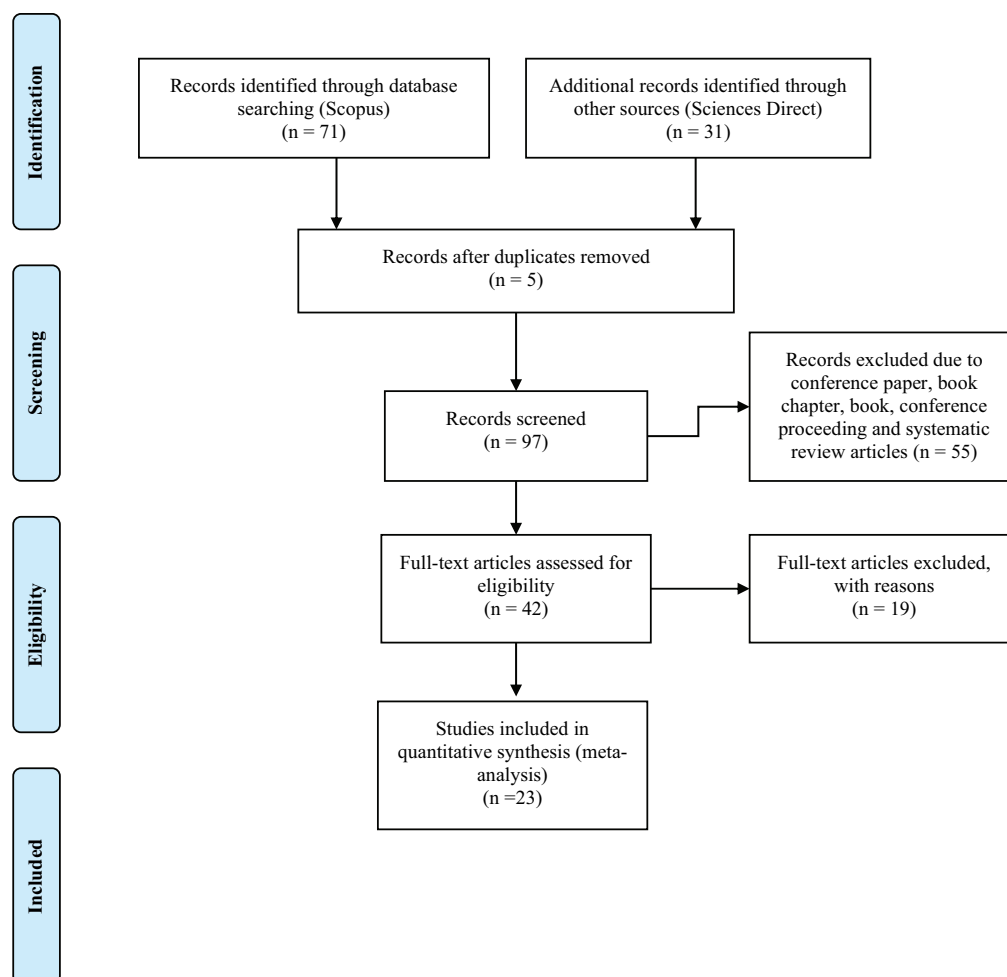 Identification
Records identified through database
searching (Scopus)
(n = 71)
Additional records identified through
other sources (Sciences Direct)
(n = 31)
Records after duplicates removed
(n = 5)
Screening
Records screened
(n = 97)
Records excluded due to
conference paper, book
chapter, book, conference
proceeding and systematic
review articles (n = 55)
Eligibility
Full-text articles assessed for
eligibility
(n = 42)
Full-text articles excluded,
with reasons
(n = 19)
Included
Studies included in
quantitative synthesis (meta-
analysis)
(n =23)